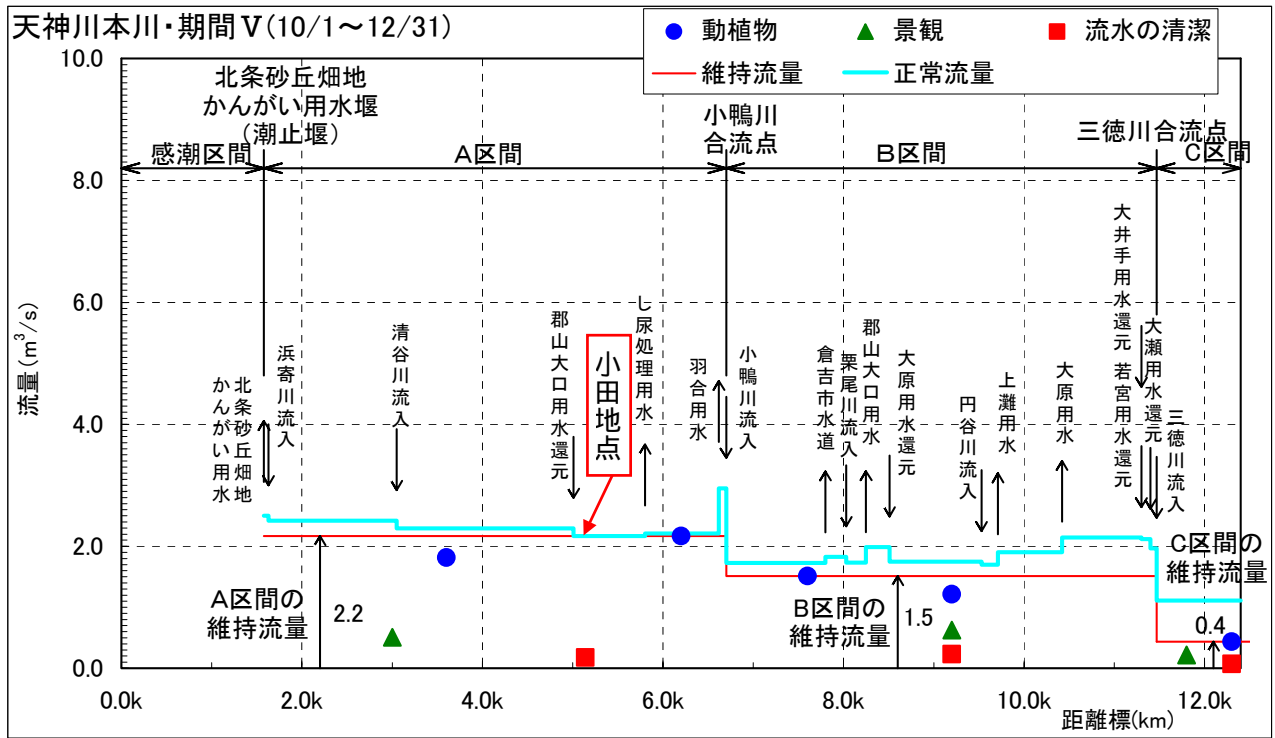 天神川本川・期間Ⅴ(10/1～12/31)
動植物
景観
流水の清潔
維持流量
正常流量
10.0
8.0
6.0
4.0
2.0
0.0
流量(m³/s)
北条砂丘畑地
かんがい用水堰
（潮止堰）
小鴨川
合流点
三徳川合流点
感潮区間
A区間
B区間
C区間
北条砂丘畑地
かんがい用水
浜寄川流入
清谷川流入
郡山大口用水還元
小田地点
し尿処理用水
羽合用水
小鴨川流入
倉吉市水道
栗尾川流入
郡山大口用水
大原用水還元
円谷川流入
上灘用水
大原用水
大井手用水還元
若宮用水還元
大瀬用水還元
三徳川流入
A区間の
維持流量
2.2
B区間の
維持流量
1.5
C区間の
維持流量
0.4
0.0k
2.0k
4.0k
6.0k
8.0k
10.0k
12.0k
距離標(km)